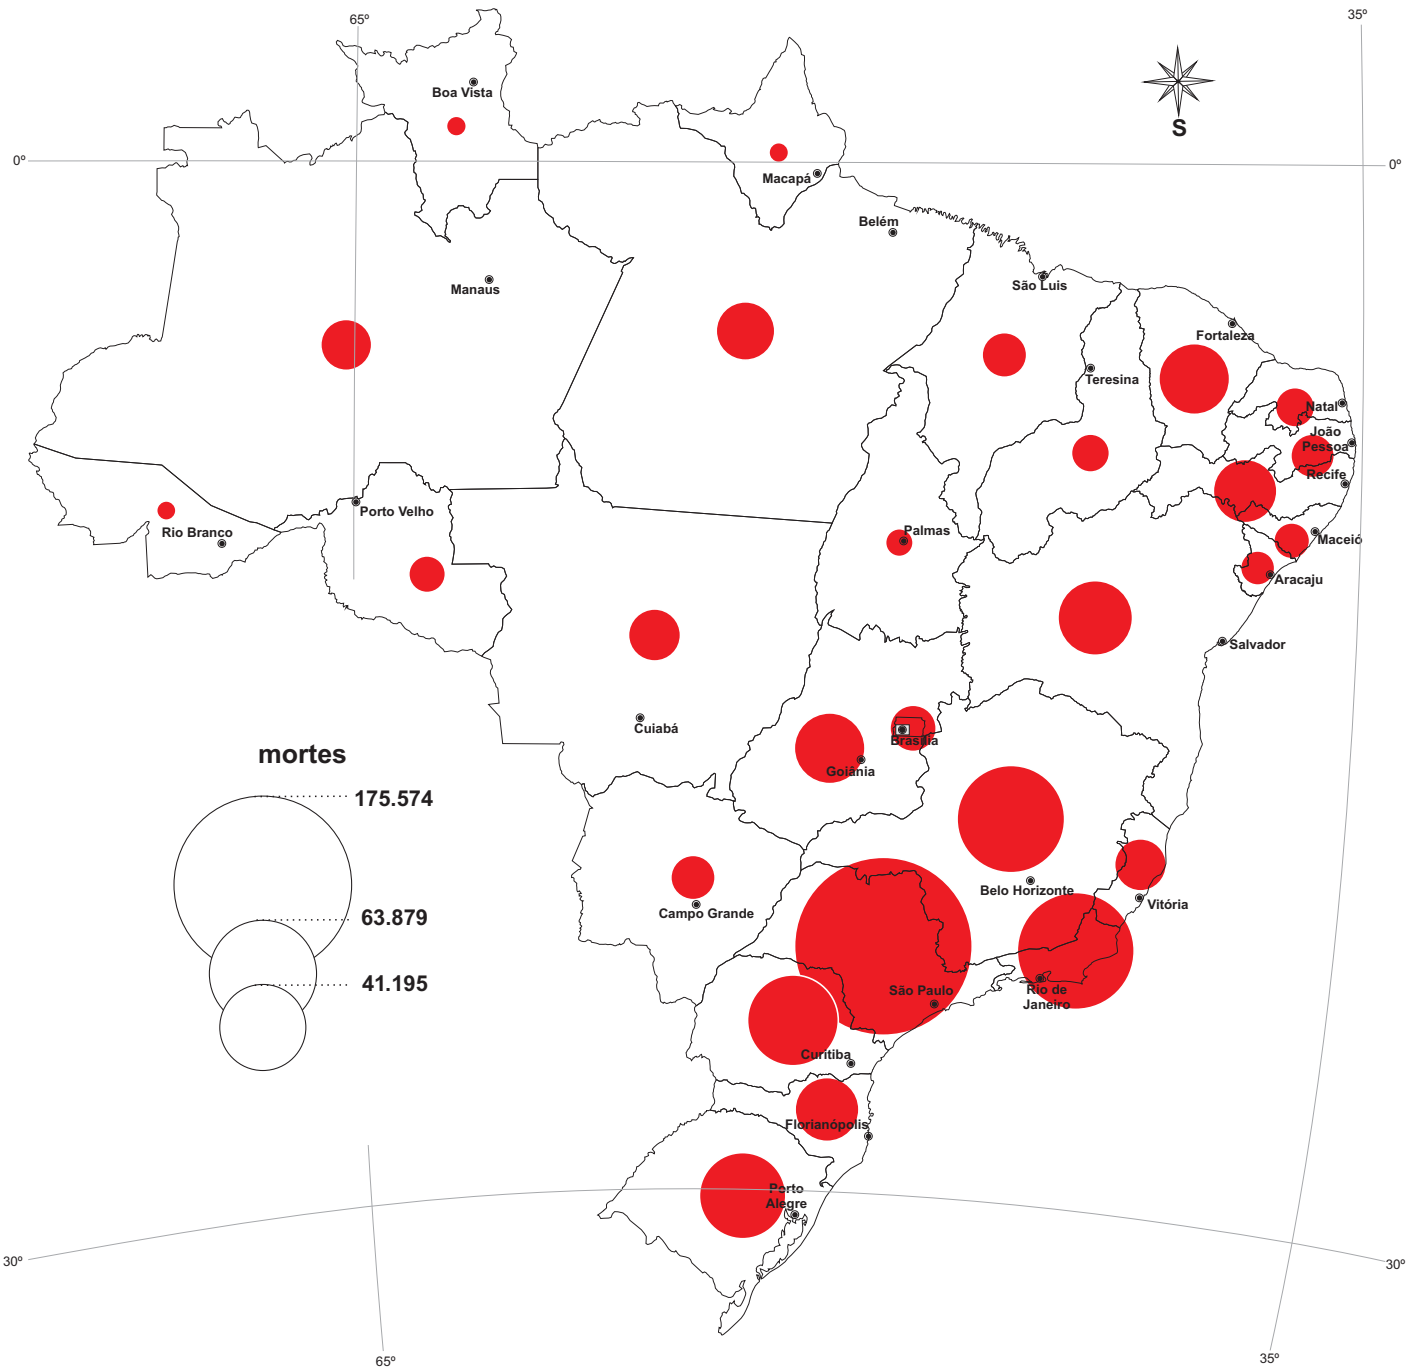 65º
35º
Boa Vista
S
0º
0º
Macapá
Belém
Manaus
São Luis
Fortaleza
Teresina
Natal
João
Pessoa
Recife
Porto Velho
Rio Branco
Palmas
Maceió
Aracaju
Salvador
Cuiabá
Brasília
Goiânia
mortes
175.574
63.879
41.195
Belo Horizonte
Campo Grande
Vitória
São Paulo
Rio de
Janeiro
Curitiba
Florianópolis
Porto
Alegre
30º
30º
65º
35º